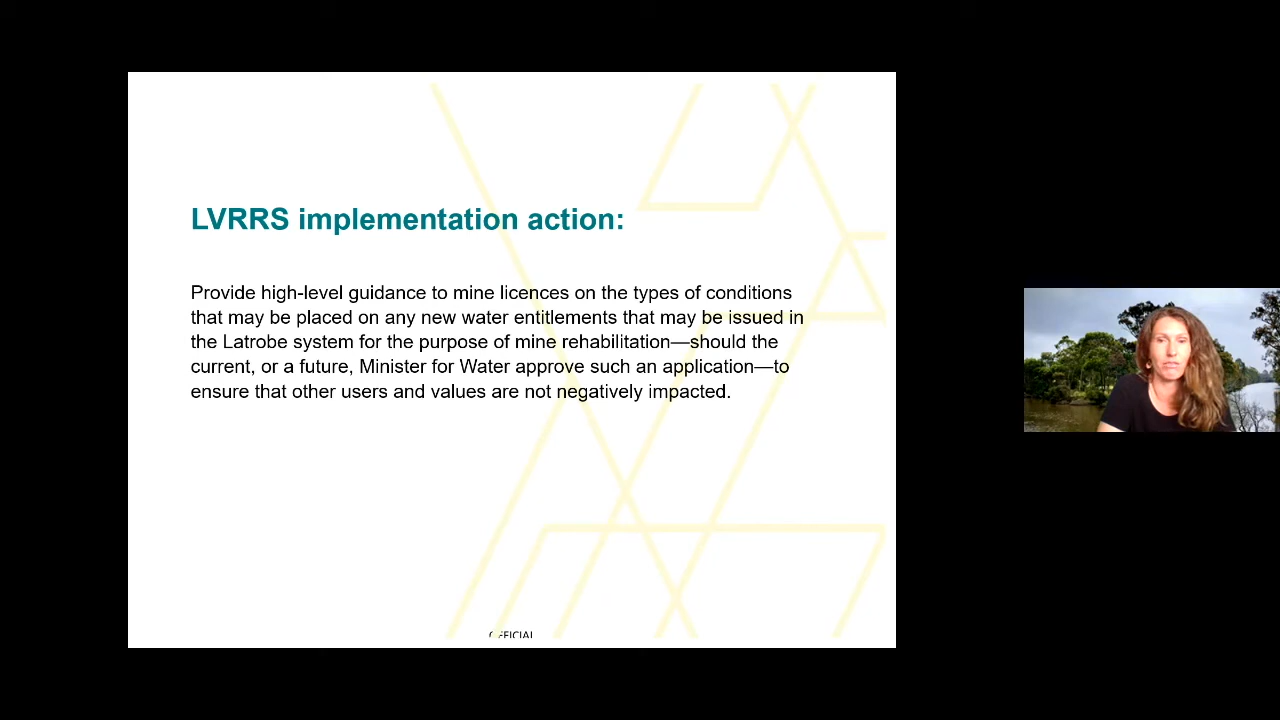 LVRRS implementation action:
Provide high-level guidance to mine licences on the types of conditions
that may be placed on any new water entitlements that may be issued in
the Latrobe system for the purpose of mine rehabilitation—should the
current, or a future, Minister for Water approve such an application—to
ensure that other users and values are not negatively impacted.
OFFICIAL